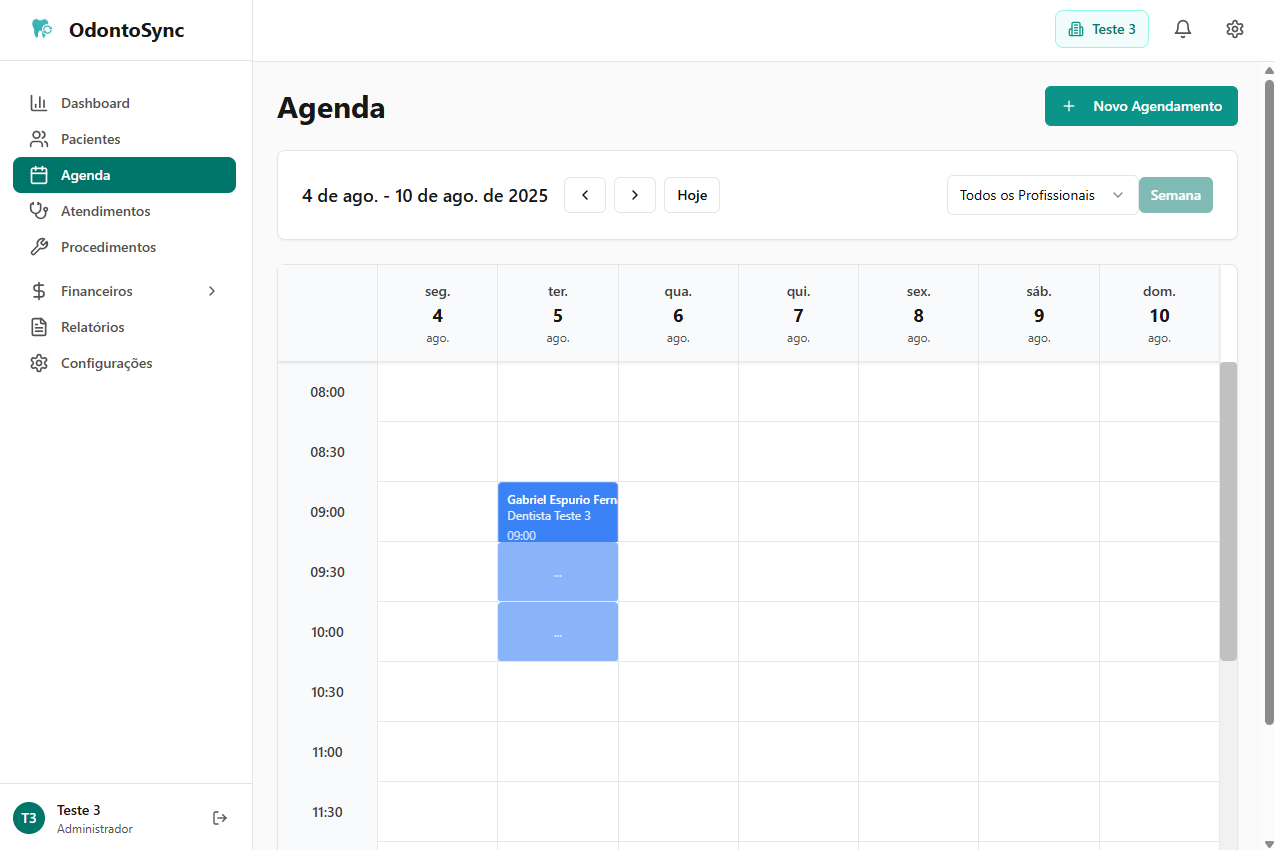 OdontoSync
Teste 3
Dashboard
Pacientes
Agenda
Atendimentos
Procedimentos
Financeiros
Relatórios
Configurações
Agenda
Novo Agendamento
4 de ago. - 10 de ago. de 2025
Hoje
Todos os Profissionais
Semana
seg. ter. qua. qui. sex. sáb. dom.
4 5 6 7 8 9 10
ago. ago. ago. ago. ago. ago. ago.
08:00
08:30
09:00
Gabriel Espurio Fern
Dentista Teste 3
09:00
09:30
...
10:00
...
10:30
11:00
11:30
T3
Teste 3
Administrador